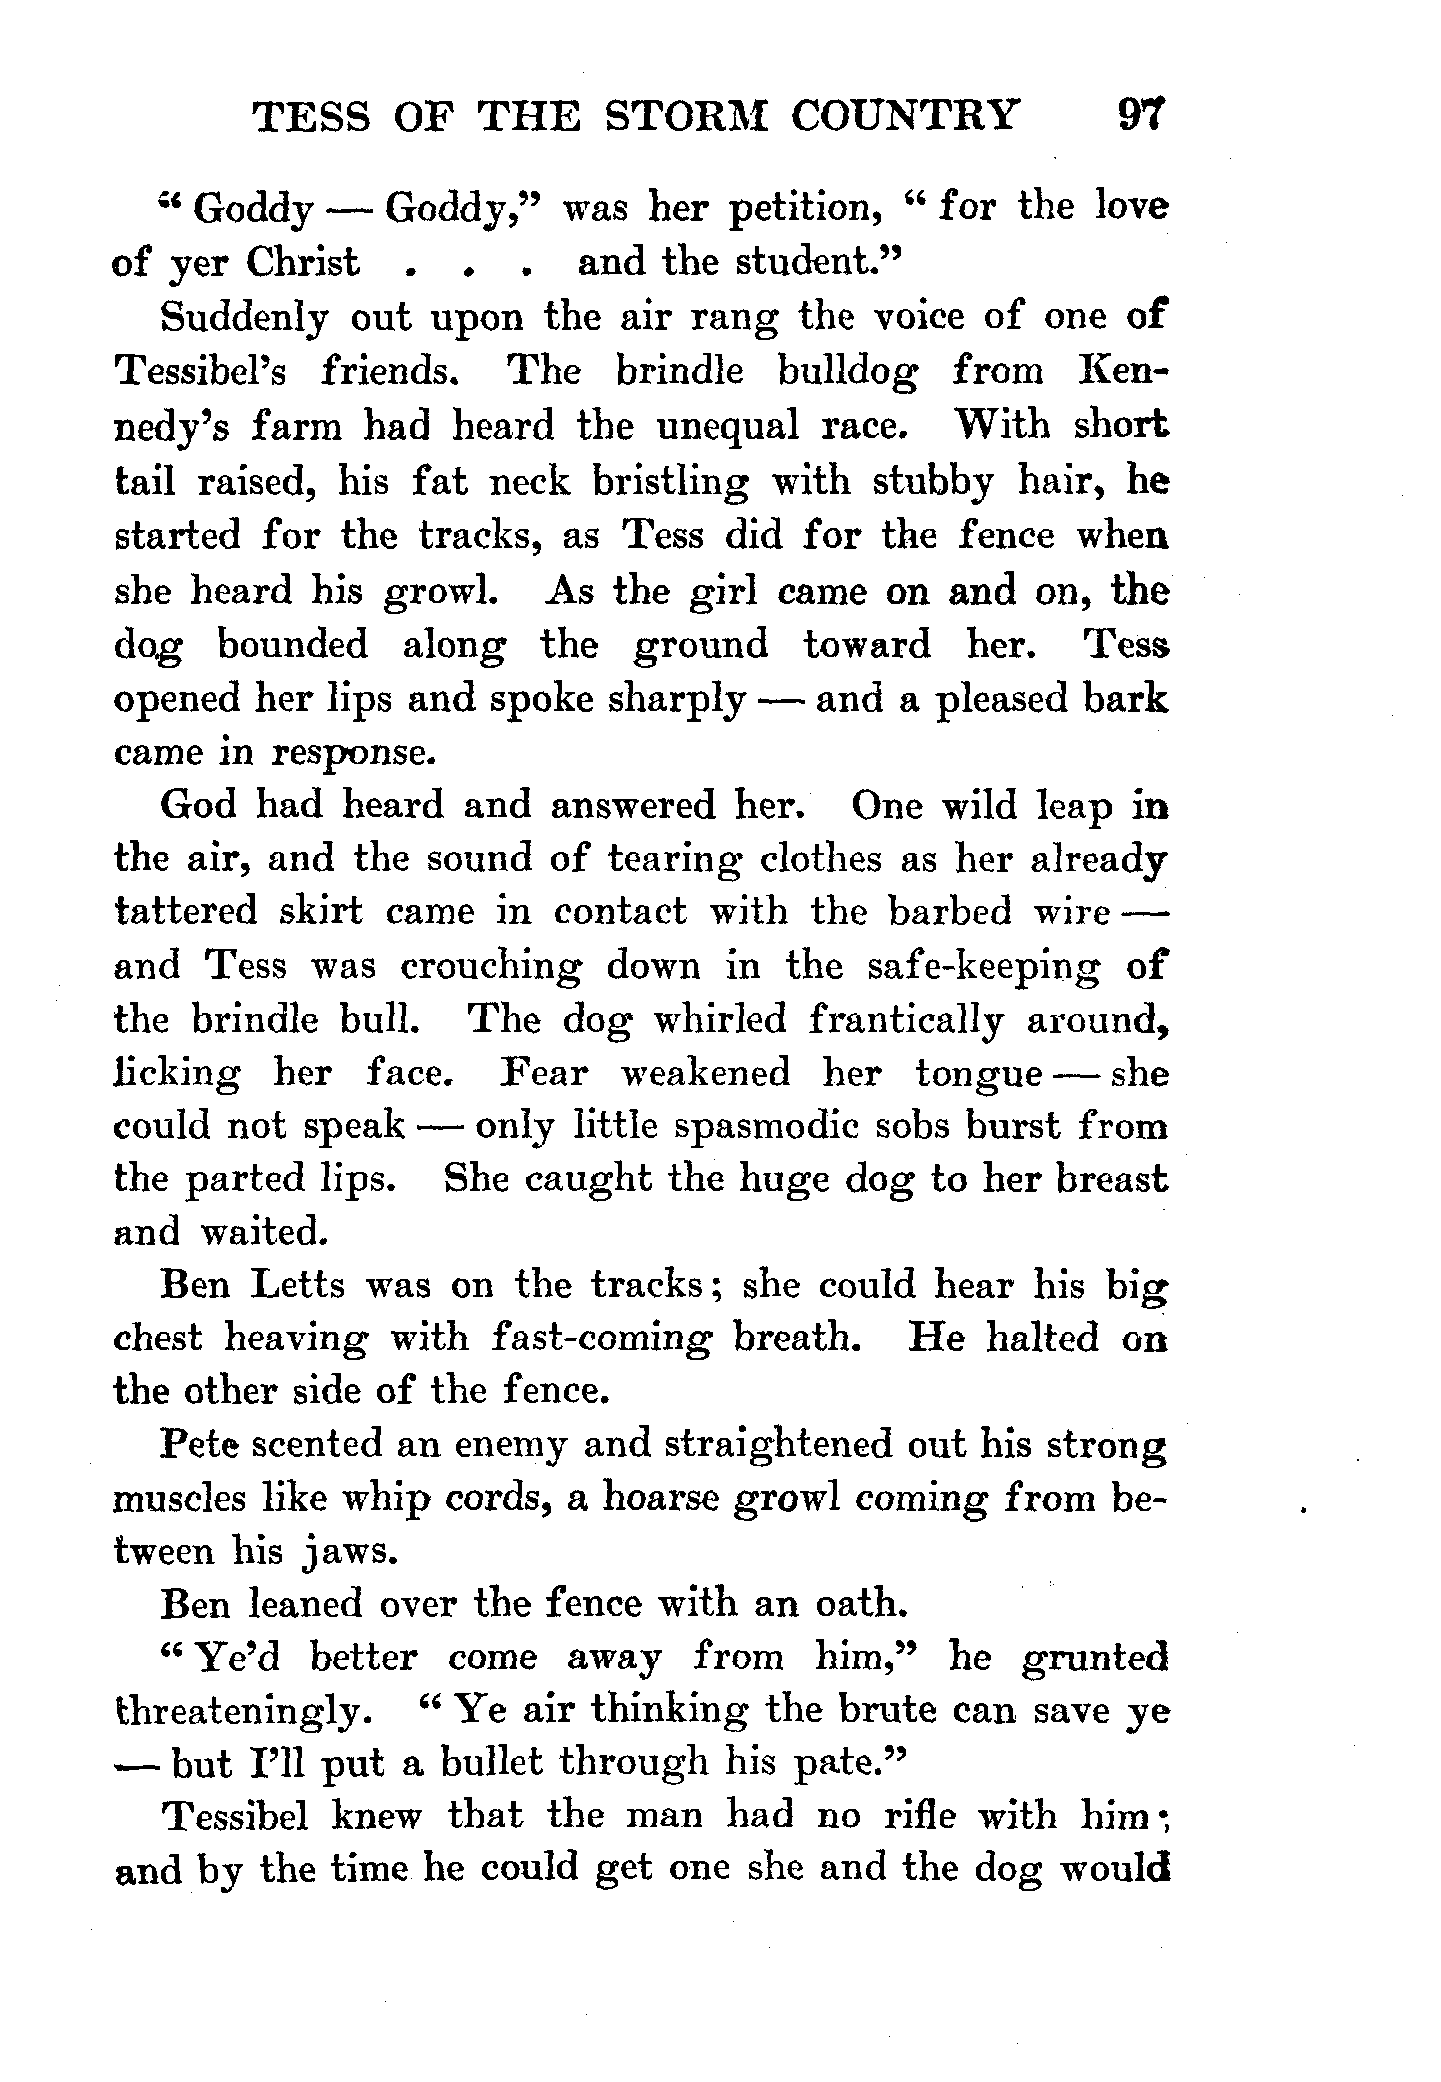 TESS OF THE STORM COUNTRY 97
“ Goddy — Goddy,” was her petition, “ for the love
of yer Christ . . . and the student.”
Suddenly out upon the air rang the voice of one of
Tessibel’s friends. The brindle bulldog from Ken-
nedy’s farm had heard the unequal race. With short
tail raised, his fat neck bristling with stubby hair, he
started for the tracks, as Tess did for the fence when
she heard his growl. As the girl came on and on, the
dog bounded along the ground toward her. Tess
opened her lips and spoke sharply — and a pleased bark
came in response.
God had heard and answered her. One wild leap in
the air, and the sound of tearing clothes as her already
tattered skirt came in contact with the barbed wire —
and Tess was crouching down in the safe-keeping of
the brindle bull. The dog whirled frantically around,
licking her face. Fear weakened her tongue — she
could not speak — only little spasmodic sobs burst from
the parted lips. She caught the huge dog to her breast
and waited.
Ben Letts was on the tracks; she could hear his big
chest heaving with fast-coming breath. He halted on
the other side of the fence.
Pete scented an enemy and straightened out his strong
muscles like whip cords, a hoarse growl coming from be-
tween his jaws.
Ben leaned over the fence with an oath.
“ Ye’d better come away from him,” he grunted
threateningly. “ Ye air thinking the brute can save ye
— but I’ll put a bullet through his pate.”
Tessibel knew that the man had no rifle with him;
and by the time he could get one she and the dog would